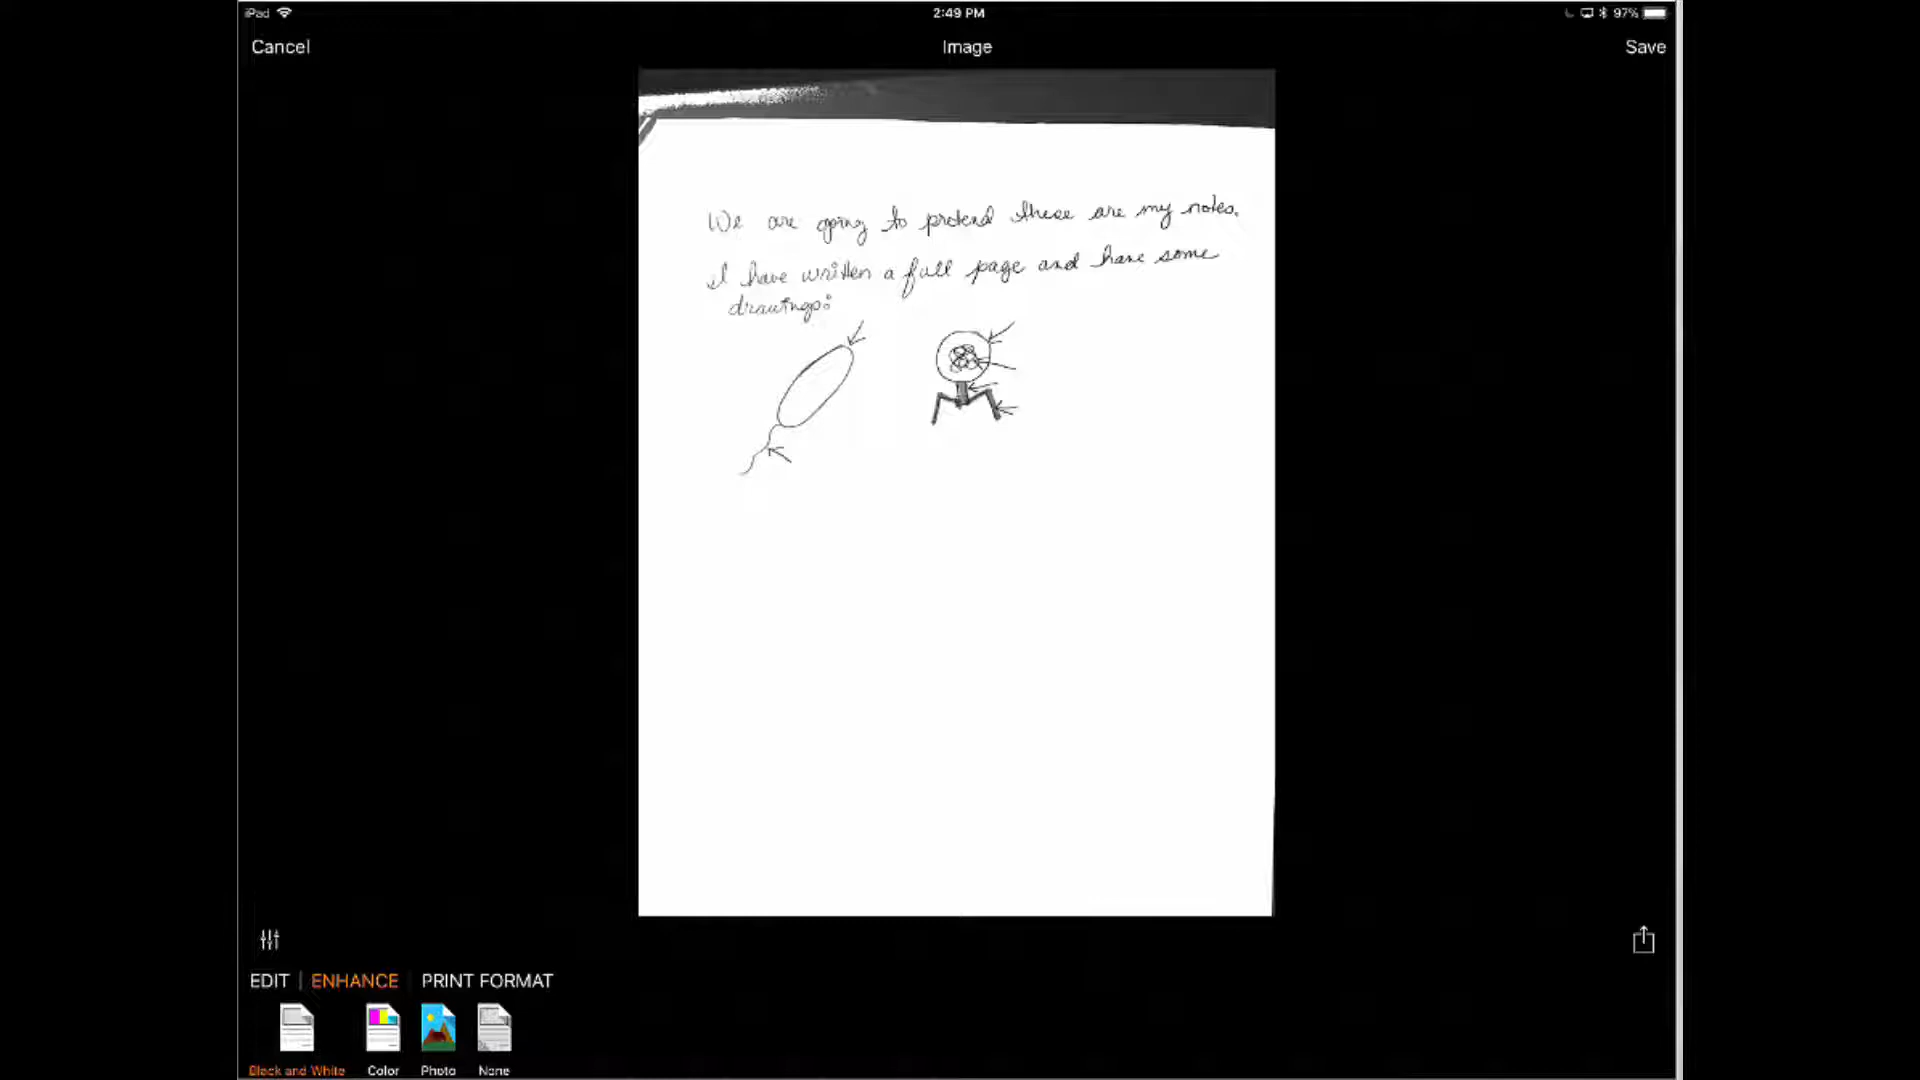 iPad 2:49 PM 97%
Cancel Image Save
We are going to pretend these are my notes.
I have written a full page and have some
drawings:
EDIT | ENHANCE PRINT FORMAT
Black and White Color Photo None